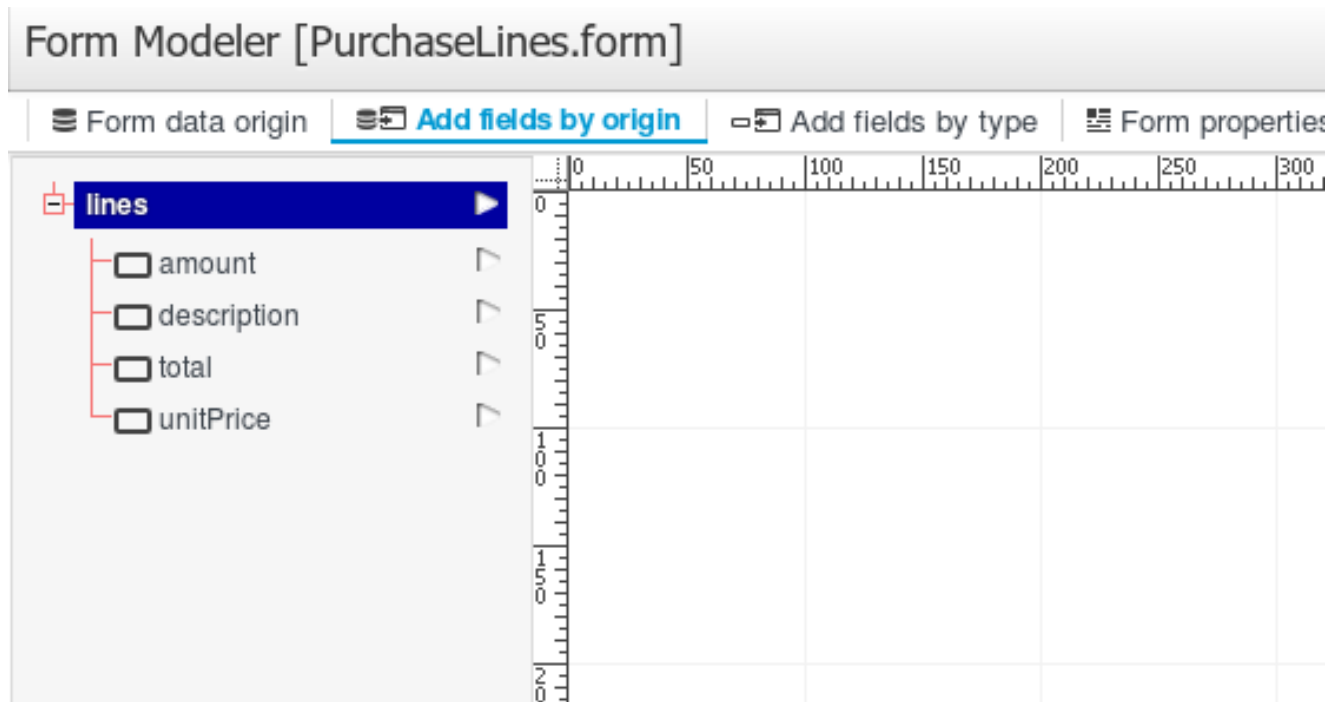 Form Modeler [PurchaseLines.form]
Form data origin Add fields by origin Add fields by type Form properties
0 50 100 150 200 250 300
lines
amount
description
total
unitPrice
0
50
100
150
20